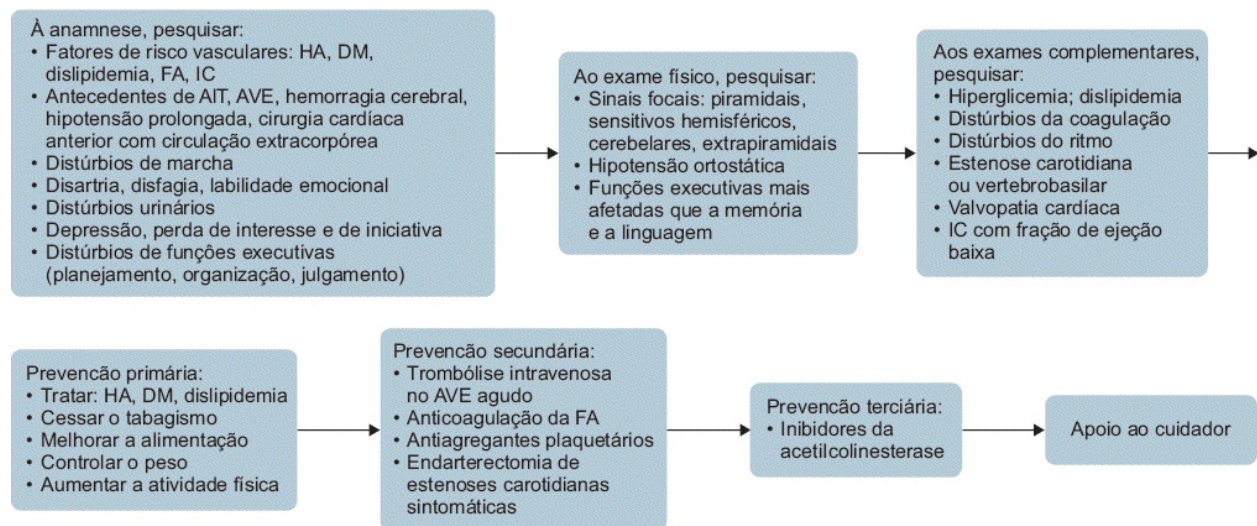 À anamnese, pesquisar:
• Fatores de risco vasculares: HA, DM,
dislipidemia, FA, IC
• Antecedentes de AIT, AVE, hemorragia cerebral,
hipotensão prolongada, cirurgia cardíaca
anterior com circulação extracorpórea
• Distúrbios de marcha
• Disartria, disfagia, labilidade emocional
• Distúrbios urinários
• Depressão, perda de interesse e de iniciativa
• Distúrbios de funções executivas
(planejamento, organização, julgamento)
Ao exame físico, pesquisar:
• Sinais focais: piramidais,
sensitivos hemisféricos,
cerebelares, extrapiramidais
• Hipotensão ortostática
• Funções executivas mais
afetadas que a memória
e a linguagem
Aos exames complementares,
pesquisar:
• Hiperglicemia; dislipidemia
• Distúrbios da coagulação
• Distúrbios do ritmo
• Estenose carotidiana
ou vertebrobasilar
• Valvopatia cardíaca
• IC com fração de ejeção
baixa
Prevencão primária:
• Tratar: HA, DM, dislipidemia
• Cessar o tabagismo
• Melhorar a alimentação
• Controlar o peso
• Aumentar a atividade física
Prevencão secundária:
• Trombólise intravenosa
no AVE agudo
• Anticoagulação da FA
• Antiagregantes plaquetários
• Endarterectomia de
estenoses carotidianas
sintomáticas
Prevencão terciária:
• Inibidores da
acetilcolinesterase
Apoio ao cuidador